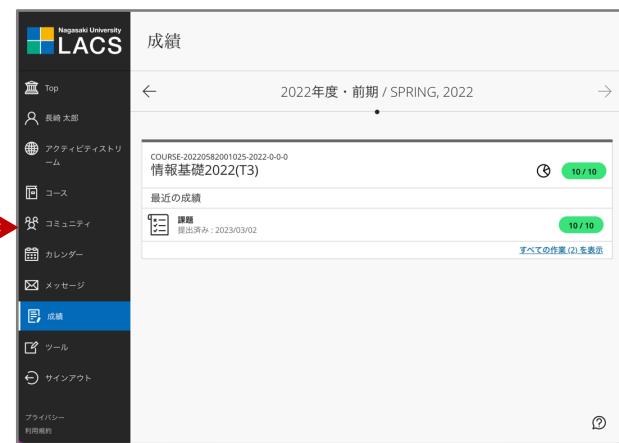 Nagasaki University
LACS
成績
Top
長崎 太郎
アクティビティストリ
ーム
コース
コミュニティ
カレンダー
メッセージ
成績
ツール
サインアウト
プライバシー
利用規約
2022年度・前期 / SPRING, 2022
COURSE-20220582001025-2022-0-0-0
情報基礎2022(T3)
10 / 10
最近の成績
課題
提出済み : 2023/03/02
10 / 10
すべての作業 (2) を表示